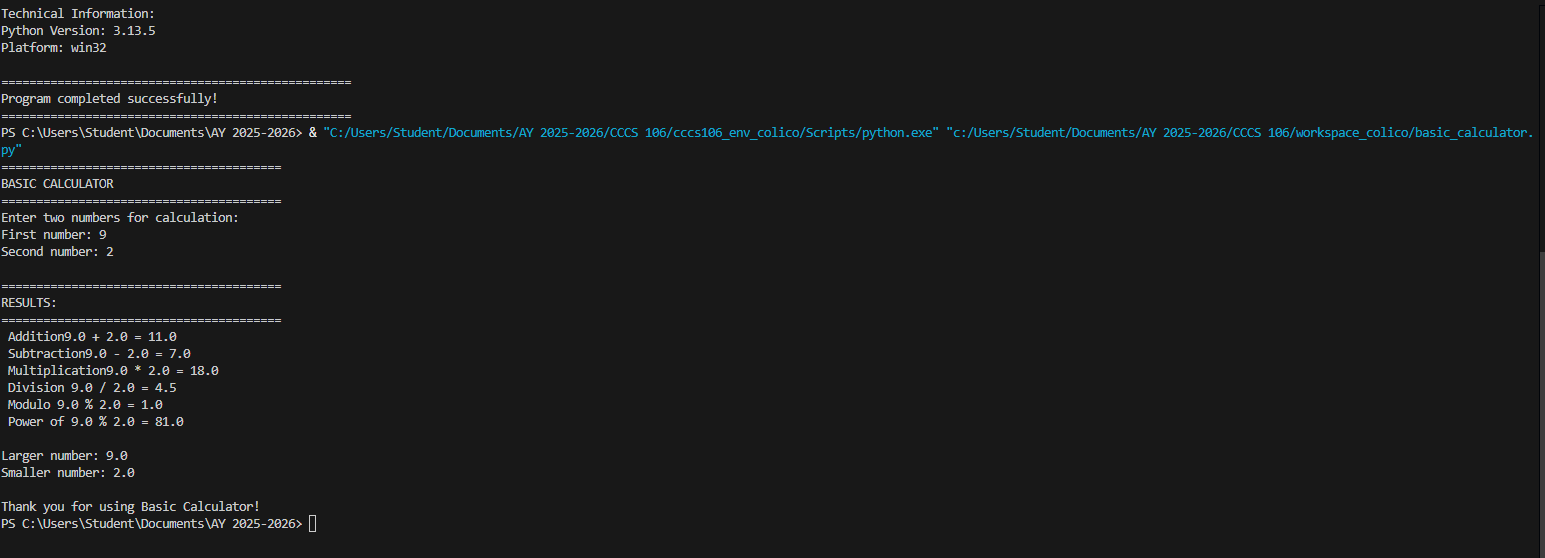 Technical Information:
Python Version: 3.13.5
Platform: win32
==================================================
Program completed successfully!
==================================================
PS C:\Users\Student\Documents\AY 2025-2026> & "C:/Users/Student/Documents/AY 2025-2026/CCCS 106/cccs106_env_colico/Scripts/python.exe" "c:/Users/Student/Documents/AY 2025-2026/CCCS 106/workspace_colico/basic_calculator.
py"
========================================
BASIC CALCULATOR
========================================
Enter two numbers for calculation:
First number: 9
Second number: 2
========================================
RESULTS:
========================================
Addition9.0 + 2.0 = 11.0
Subtraction9.0 - 2.0 = 7.0
Multiplication9.0 * 2.0 = 18.0
Division 9.0 / 2.0 = 4.5
Modulo 9.0 % 2.0 = 1.0
Power of 9.0 % 2.0 = 81.0
Larger number: 9.0
Smaller number: 2.0
Thank you for using Basic Calculator!
PS C:\Users\Student\Documents\AY 2025-2026>